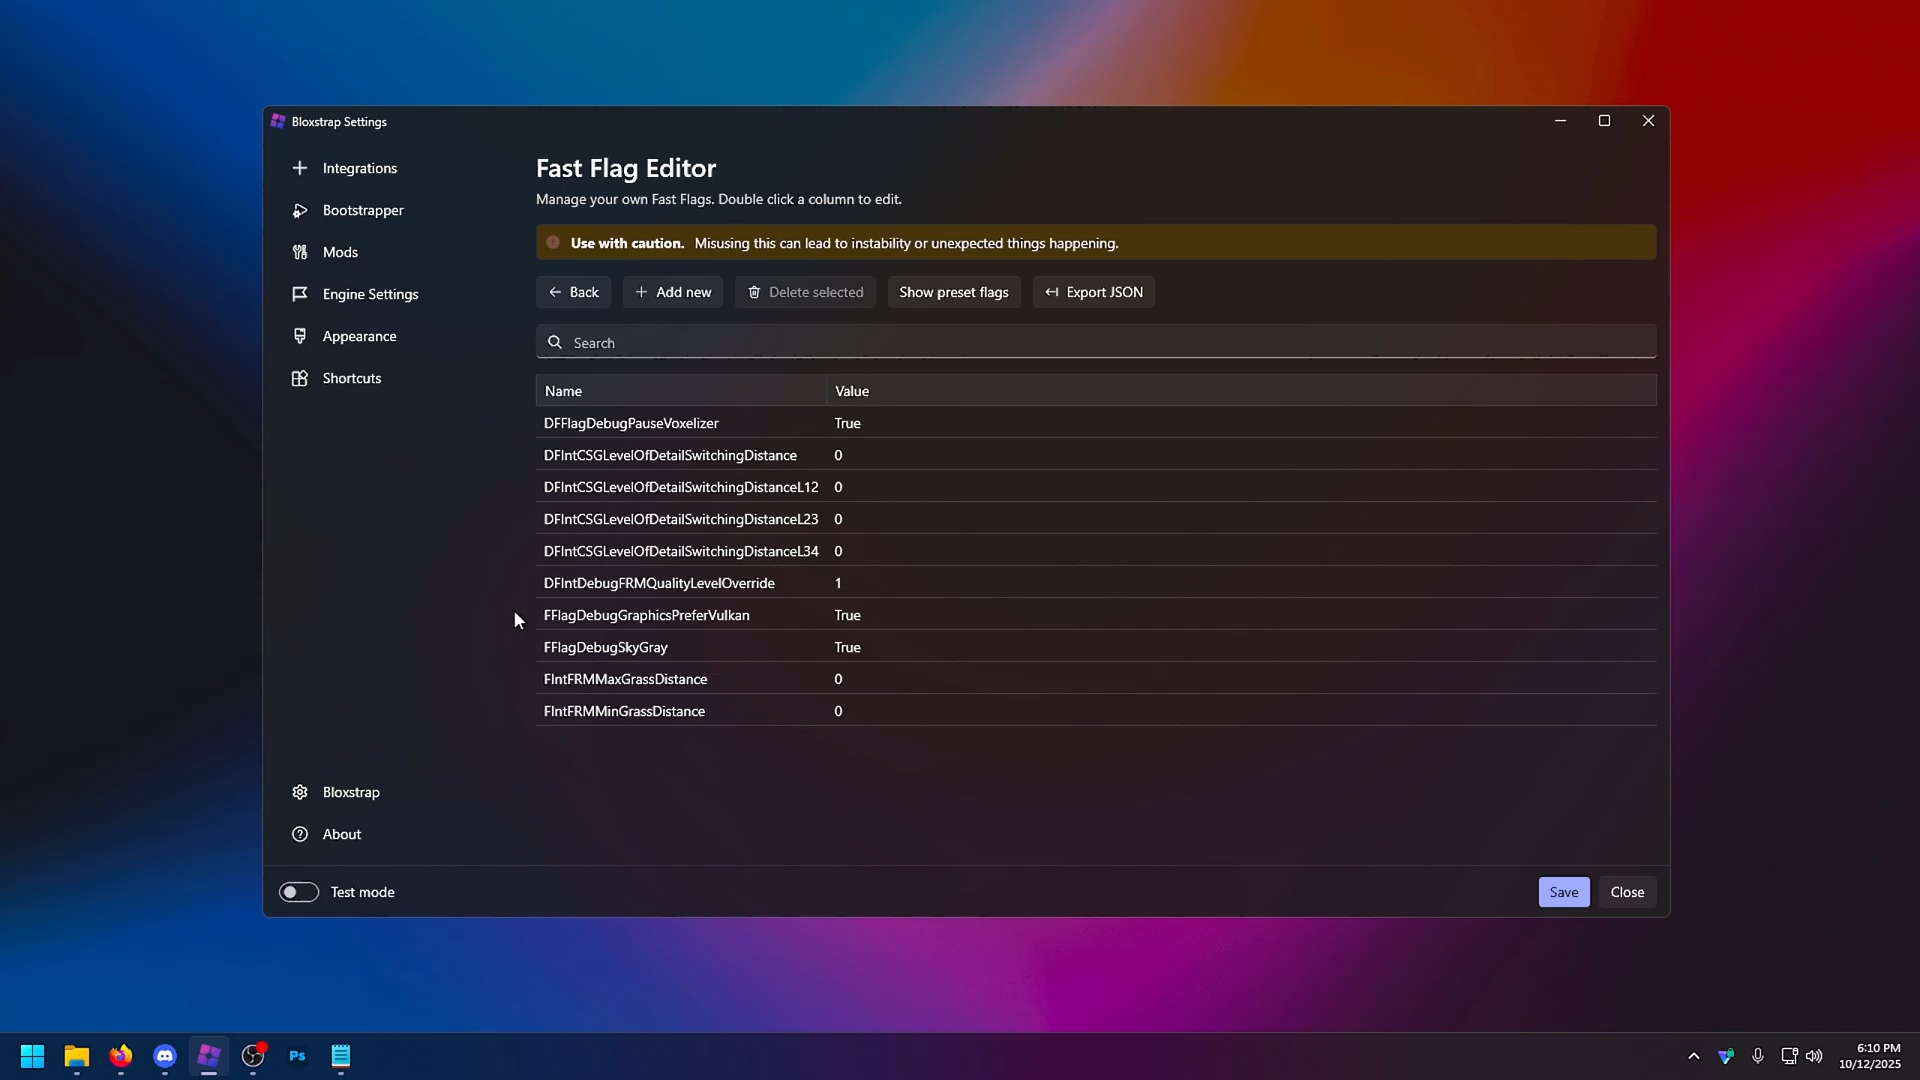 Bloxstrap Settings
Integrations
Bootstrapper
Mods
Engine Settings
Appearance
Shortcuts
Bloxstrap
About
Fast Flag Editor
Manage your own Fast Flags. Double click a column to edit.
Use with caution. Misusing this can lead to instability or unexpected things happening.
Back Add new Delete selected Show preset flags Export JSON
Search
Name Value
DFFlagDebugPauseVoxelizer True
DFIntCSGLevelOfDetailSwitchingDistance 0
DFIntCSGLevelOfDetailSwitchingDistanceL12 0
DFIntCSGLevelOfDetailSwitchingDistanceL23 0
DFIntCSGLevelOfDetailSwitchingDistanceL34 0
DFIntDebugFRMQualityLevelOverride 1
FFlagDebugGraphicsPreferVulkan True
FFlagDebugSkyGray True
FIntFRMMaxGrassDistance 0
FIntFRMMinGrassDistance 0
Test mode
Save Close
Ps
6:10 PM
10/12/2025